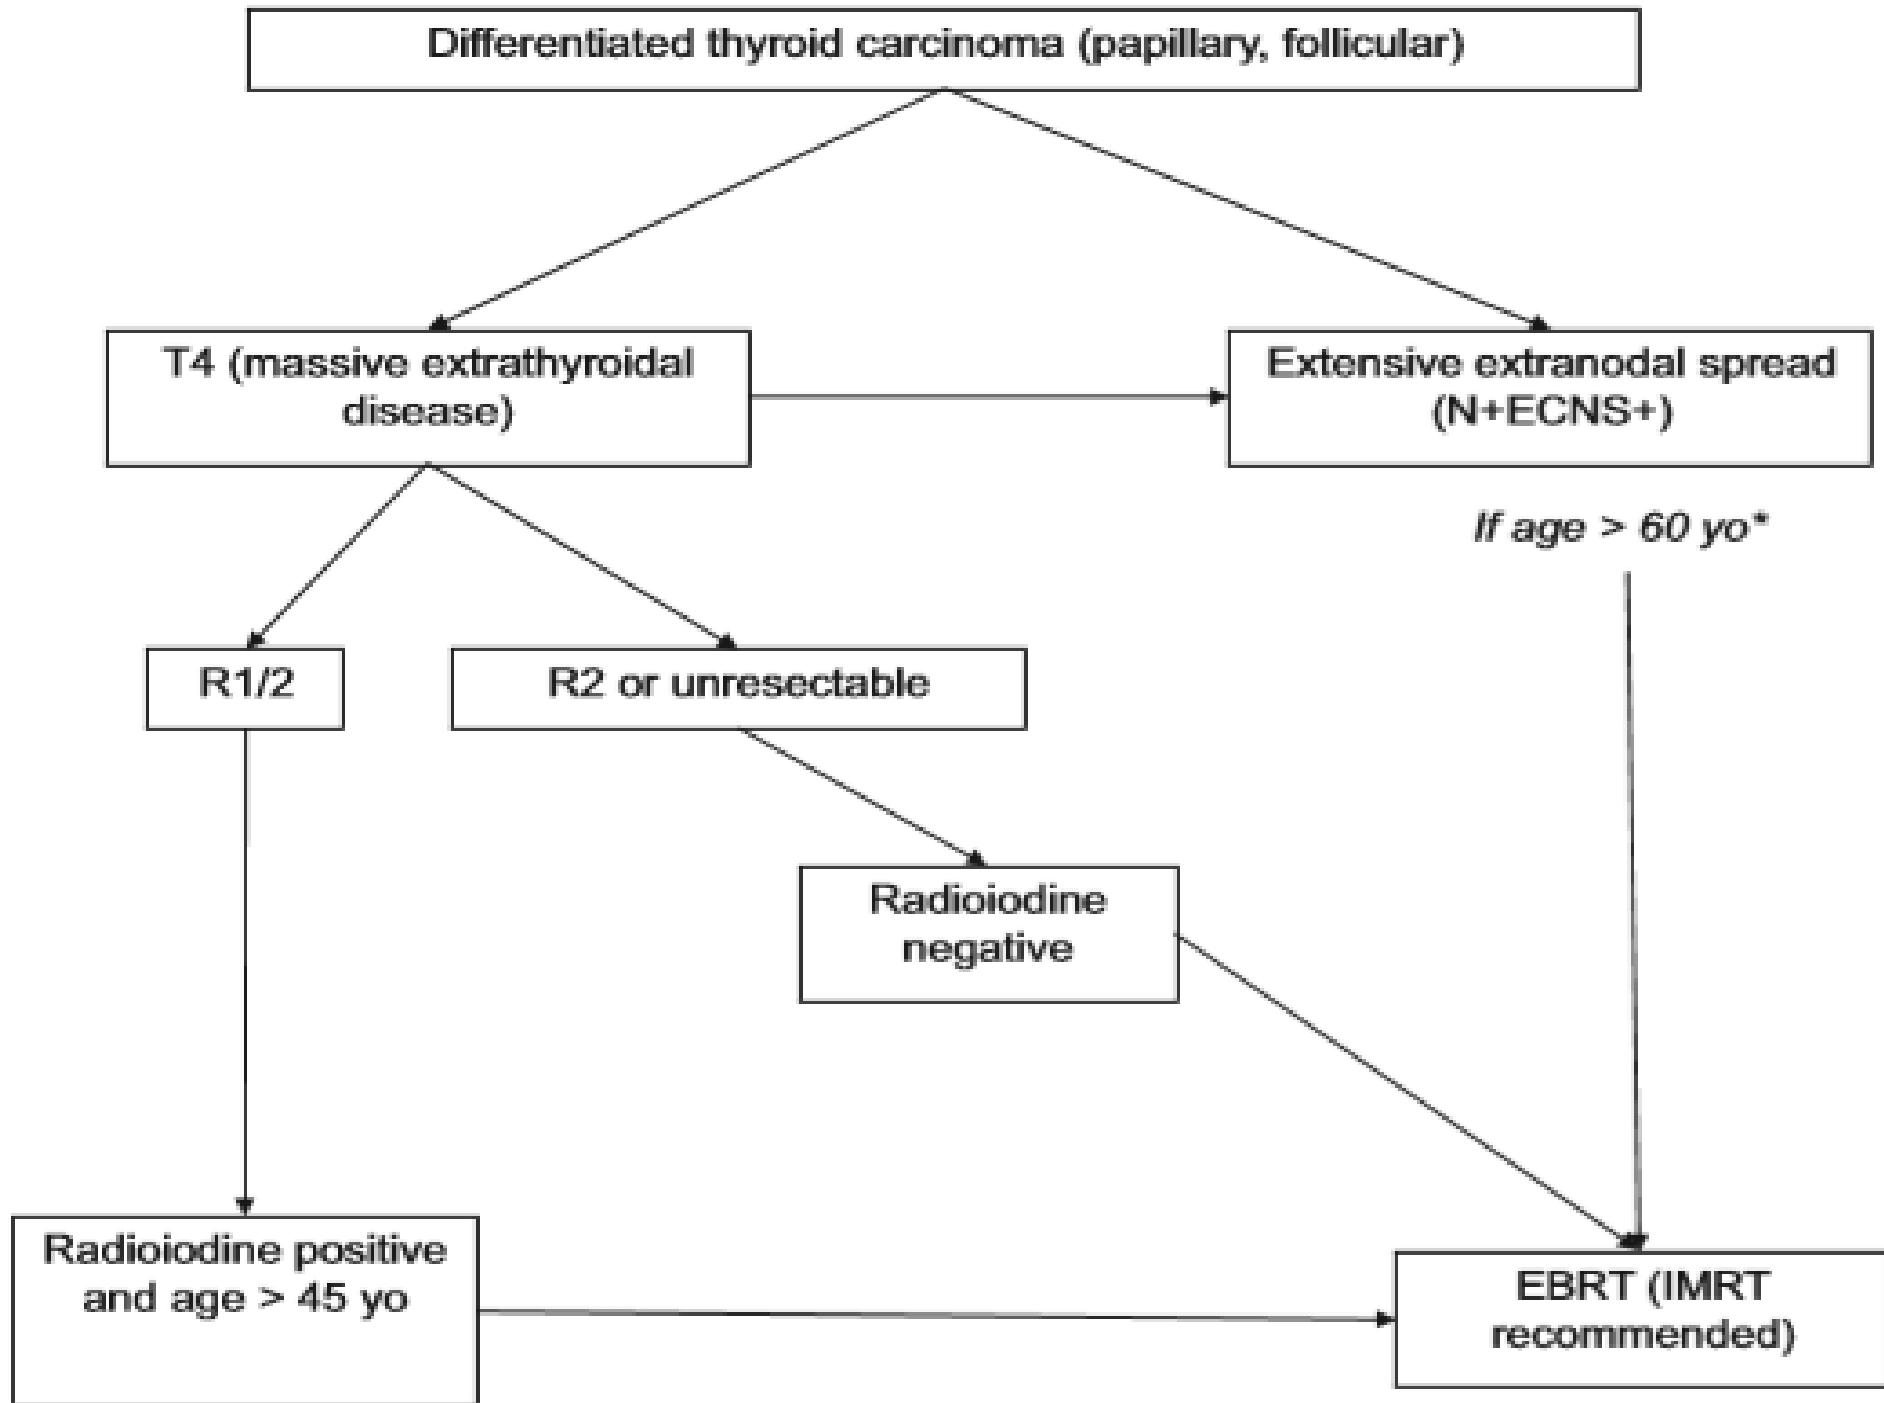 Differentiated thyroid carcinoma (papillary, follicular)
T4 (massive extrathyroidal
disease)
Extensive extranodal spread
(N+ECNS+)
If age > 60 yo*
R1/2
R2 or unresectable
Radioiodine
negative
Radioiodine positive
and age > 45 yo
EBRT (IMRT
recommended)